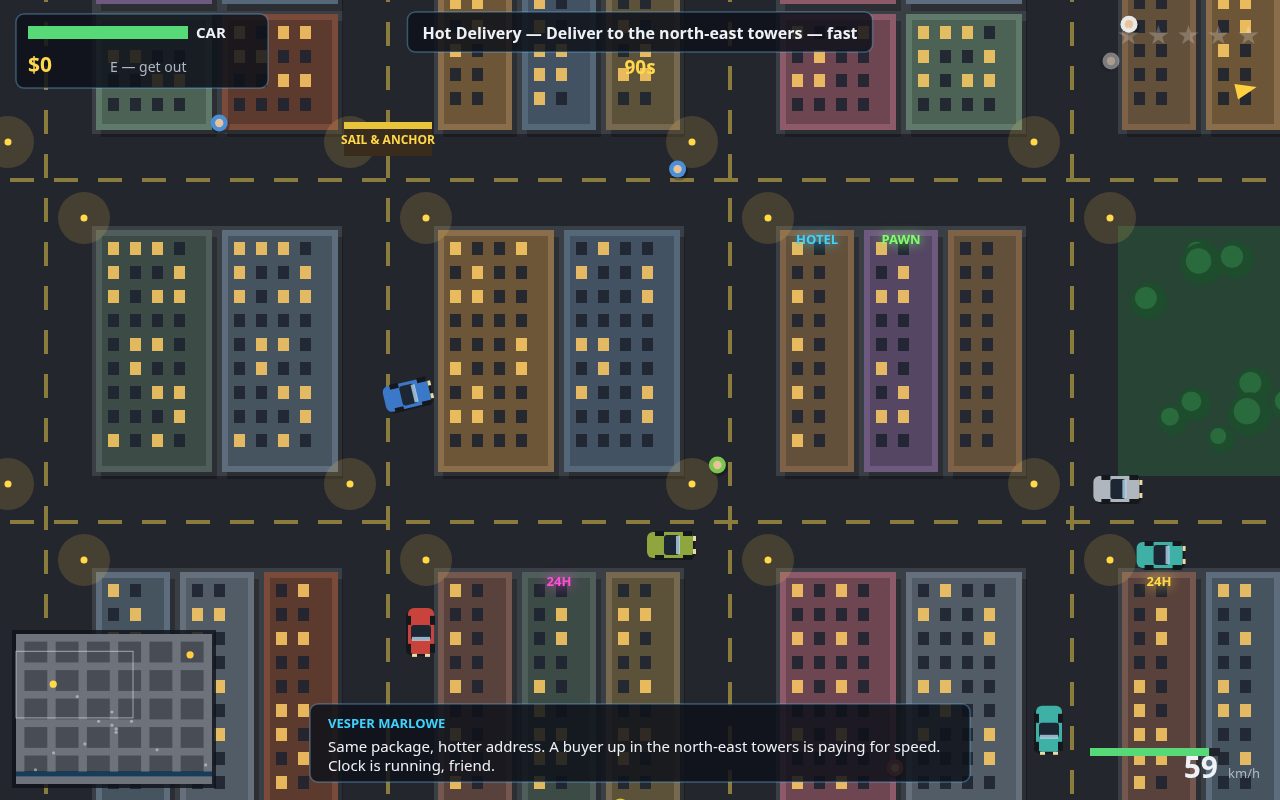 CAR
$0
E — get out
Hot Delivery — Deliver to the north-east towers — fast
90s
SAIL & ANCHOR
HOTEL
PAWN
24H
24H
VESPER MARLOWE
Same package, hotter address. A buyer up in the north-east towers is paying for speed.
Clock is running, friend.
59 km/h